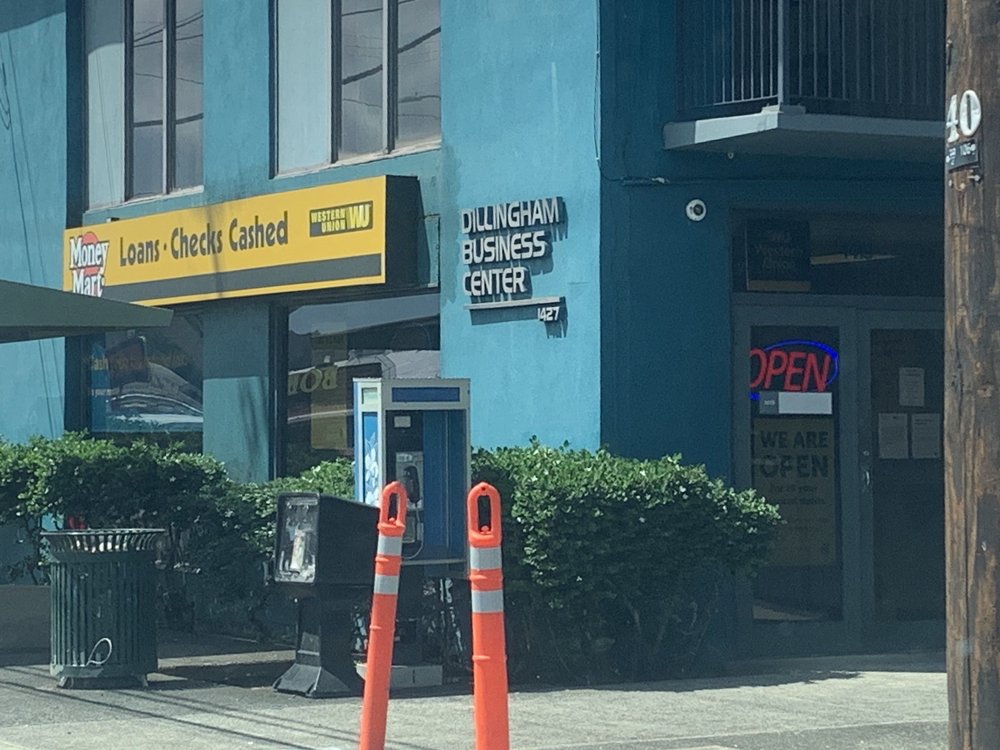 Money
Mart
Loans · Checks Cashed
WESTERN
UNION WU
DILLINGHAM
BUSINESS
CENTER
1427
OPEN
WE ARE
OPEN
40